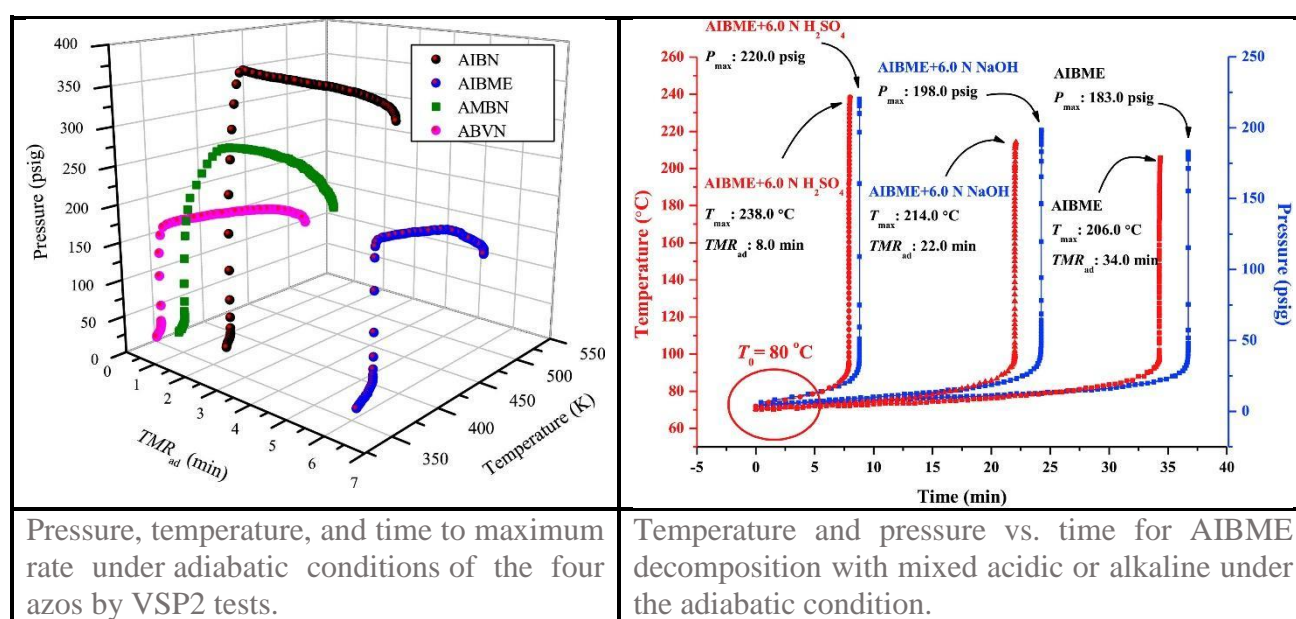 400
350
300
250
200
150
100
50
0
Pressure (psig)
AIBN
AIBME
AMBN
ABVN
0
1
2
3
4
5
6
7
TMRad (min)
350
400
450
500
550
Temperature (K)
AIBME+6.0 N H2SO4
Pmax: 220.0 psig
AIBME+6.0 N NaOH
Pmax: 198.0 psig
AIBME
Pmax: 183.0 psig
260
240
220
200
180
160
140
120
100
80
60
Temperature (°C)
250
200
150
100
50
0
Pressure (psig)
AIBME+6.0 N H2SO4
Tmax: 238.0 °C
TMRad: 8.0 min
AIBME+6.0 N NaOH
Tmax: 214.0 °C
TMRad: 22.0 min
AIBME
Tmax: 206.0 °C
TMRad: 34.0 min
T0 = 80 °C
-5 0 5 10 15 20 25 30 35 40
Time (min)
Pressure, temperature, and time to maximum
rate under adiabatic conditions of the four
azos by VSP2 tests.
Temperature and pressure vs. time for AIBME
decomposition with mixed acidic or alkaline under
the adiabatic condition.